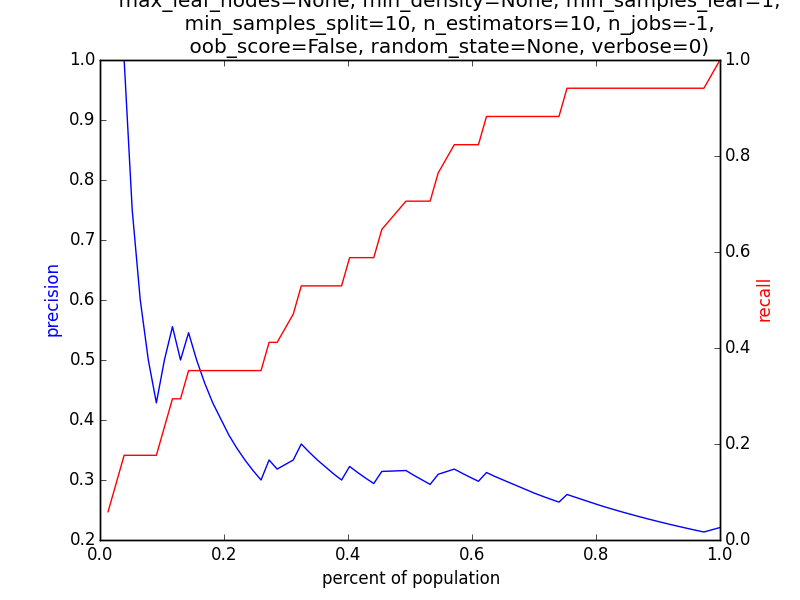 max_leaf_nodes=None, min_density=None, min_samples_leaf=1,
min_samples_split=10, n_estimators=10, n_jobs=-1,
oob_score=False, random_state=None, verbose=0)
1.0
0.9
0.8
0.7
0.6
0.5
0.4
0.3
0.2
precision
1.0
0.8
0.6
0.4
0.2
0.0
recall
0.0 0.2 0.4 0.6 0.8 1.0
percent of population